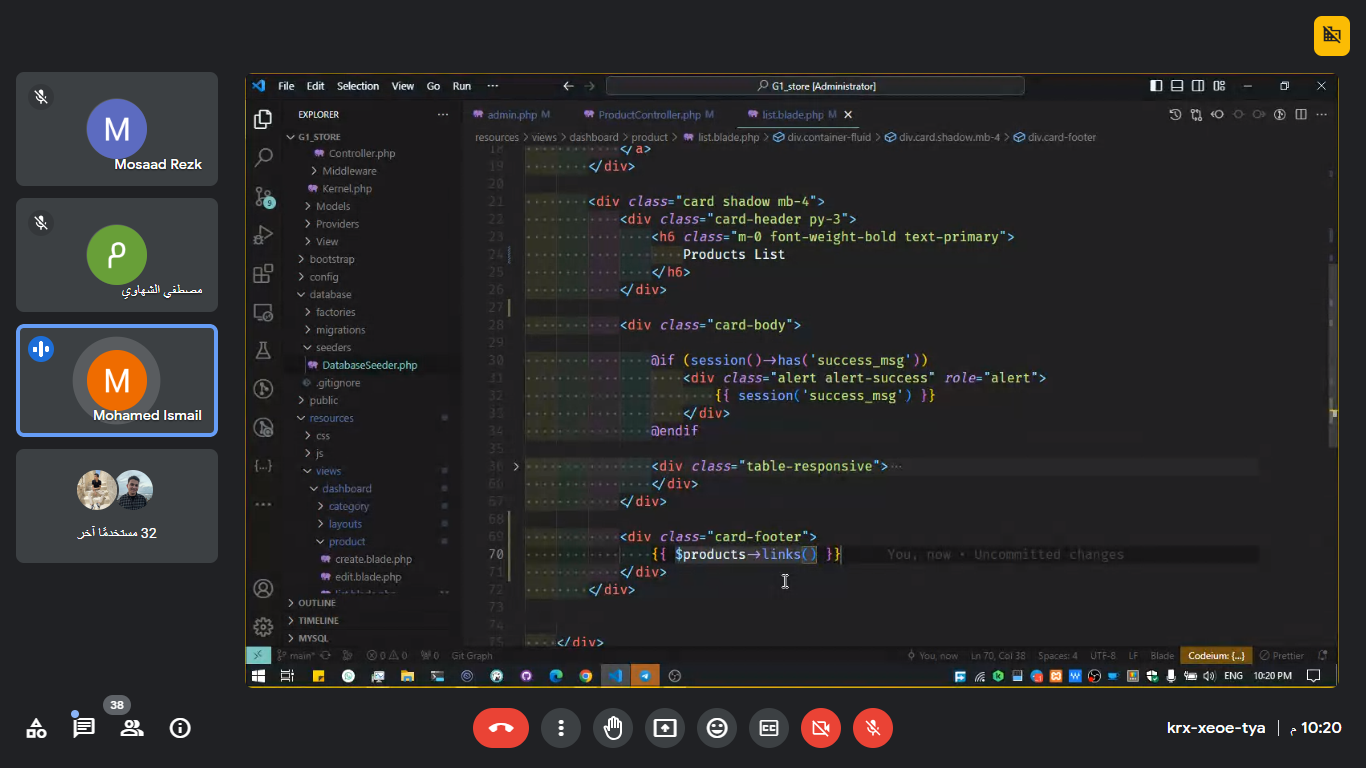 M
Mosaad Rezk
م
مصطفي الشهاوي
M
Mohamed Ismail
32 مستخدمًا آخر
File Edit Selection View Go Run ···
G1_store [Administrator]
EXPLORER ···
G1_STORE
Controller.php
Middleware
Kernel.php
Models
Providers
View
bootstrap
config
database
factories
migrations
seeders
DatabaseSeeder.php
.gitignore
public
resources
css
js
views
dashboard
category
layouts
product
create.blade.php
edit.blade.php
list.blade.php
OUTLINE
TIMELINE
MYSQL
9
admin.php M ProductController.php M list.blade.php M
resources > views > dashboard > product > list.blade.php > div.container-fluid > div.card.shadow.mb-4 > div.card-footer
18 </a>
19 </div>
20
21 <div class="card shadow mb-4">
22 <div class="card-header py-3">
23 <h6 class="m-0 font-weight-bold text-primary">
24 Products List
25 </h6>
26 </div>
27
28 <div class="card-body">
30 @if (session()->has('success_msg'))
31 <div class="alert alert-success" role="alert">
32 {{ session('success_msg') }}
33 </div>
34 @endif
35
36 <div class="table-responsive">···
66 </div>
67 </div>
68
69 <div class="card-footer">
70 {{ $products->links() }} You, now • Uncommitted changes
71 </div>
72 </div>
73
74
75 </div>
main* 0 0 0 Git Graph You, now Ln 70, Col 38 Spaces: 4 UTF-8 LF Blade Codeium: {...} Prettier
ENG 10:20 PM
38
krx-xeoe-tya | 10:20 م